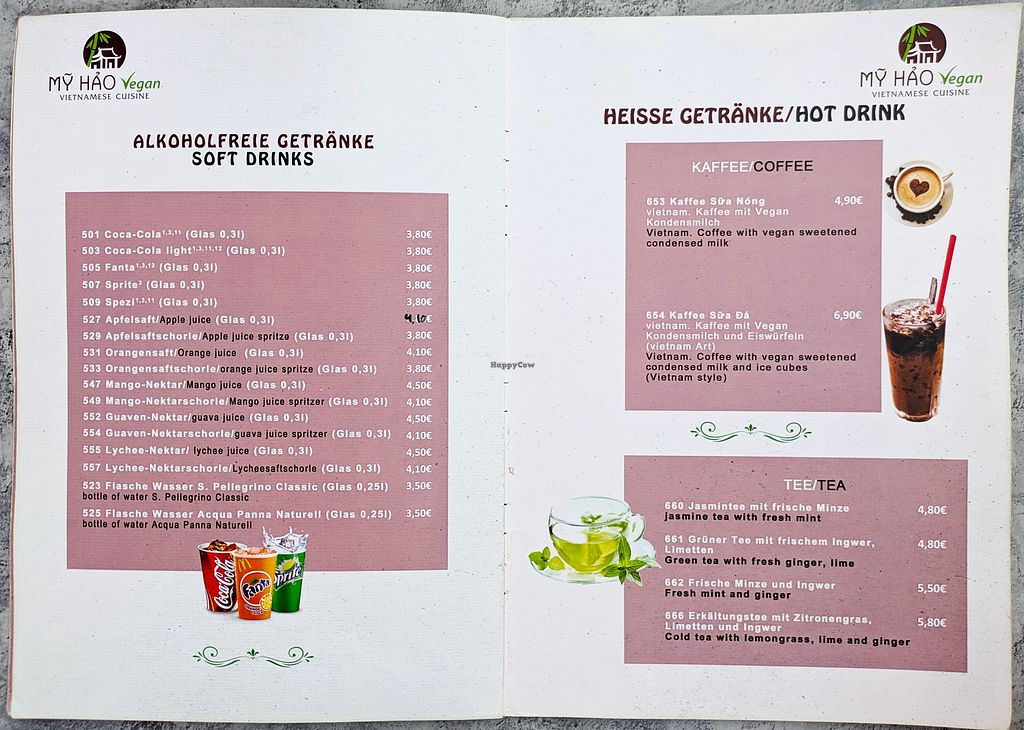 MỸ HẢO Vegan
VIETNAMESE CUISINE
ALKOHOLFREIE GETRÄNKE
SOFT DRINKS
501 Coca-Cola¹·³·¹¹ (Glas 0,3l) 3,80€
503 Coca-Cola light¹·³·¹¹·¹² (Glas 0,3l) 3,80€
505 Fanta¹·³·¹² (Glas 0,3l) 3,80€
507 Sprite³ (Glas 0,3l) 3,80€
509 Spezi¹·³·¹¹ (Glas 0,3l) 3,80€
527 Apfelsaft/Apple juice (Glas 0,3l) 4,10€
529 Apfelsaftschorle/Apple juice spritze (Glas 0,3l) 3,80€
531 Orangensaft/Orange juice (Glas 0,3l) 4,10€
533 Orangensaftschorle/orange juice spritze (Glas 0,3l) 3,80€
547 Mango-Nektar/Mango juice (Glas 0,3l) 4,50€
549 Mango-Nektarschorle/Mango juice spritzer (Glas 0,3l) 4,10€
552 Guaven-Nektar/guava juice (Glas 0,3l) 4,50€
554 Guaven-Nektarschorle/guava juice spritzer (Glas 0,3l) 4,10€
555 Lychee-Nektar/ lychee juice (Glas 0,3l) 4,50€
557 Lychee-Nektarschorle/Lycheesaftschorle (Glas 0,3l) 4,10€
523 Flasche Wasser S. Pellegrino Classic (Glas 0,25l) 3,50€
bottle of water S. Pellegrino Classic
525 Flasche Wasser Acqua Panna Naturell (Glas 0,25l) 3,50€
bottle of water Acqua Panna Naturell
Coca-Cola
Fanta
Sprite
HappyCow
MỸ HẢO Vegan
VIETNAMESE CUISINE
HEISSE GETRÄNKE/HOT DRINK
KAFFEE/COFFEE
653 Kaffee Sữa Nóng 4,90€
vietnam. Kaffee mit Vegan
Kondensmilch
Vietnam. Coffee with vegan sweetened
condensed milk
654 Kaffee Sữa Đá 6,90€
vietnam. Kaffee mit Vegan
Kondensmilch und Eiswürfeln
(vietnam Art)
Vietnam. Coffee with vegan sweetened
condensed milk and ice cubes
(Vietnam style)
TEE/TEA
660 Jasmintee mit frische Minze 4,80€
jasmine tea with fresh mint
661 Grüner Tee mit frischem Ingwer, 4,80€
Limetten
Green tea with fresh ginger, lime
662 Frische Minze und Ingwer 5,50€
Fresh mint and ginger
666 Erkältungstee mit Zitronengras, 5,80€
Limetten und Ingwer
Cold tea with lemongrass, lime and ginger